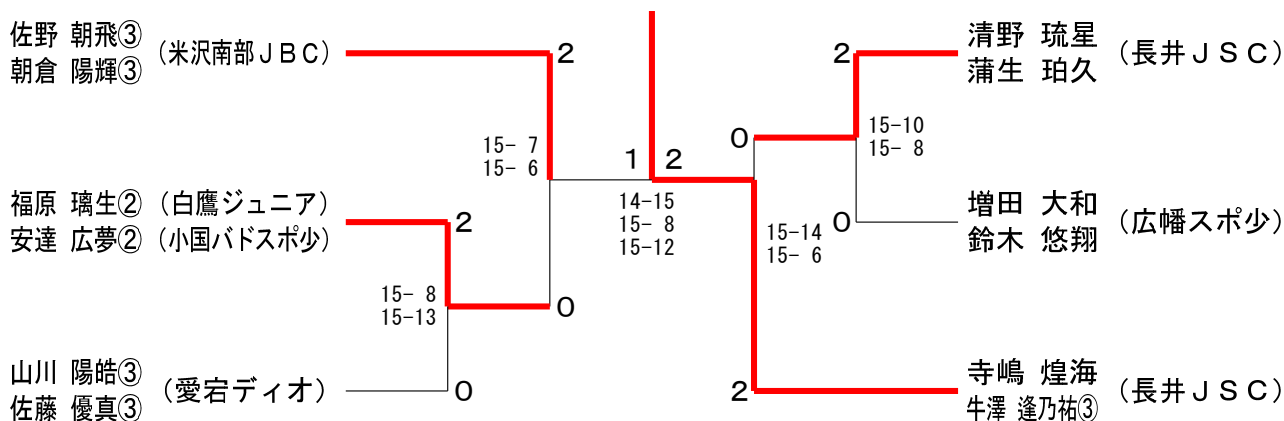 佐野 朝飛③
朝倉 陽輝③
(米沢南部JBC)
2
15- 7
15- 6
福原 璃生② (白鷹ジュニア)
安達 広夢② (小国バドスポ少)
2
15- 8
15-13
0
山川 陽皓③
佐藤 優真③
(愛宕ディオ)
0
1 2
14-15
15- 8
15-12
清野 琉星
蒲生 珀久
(長井JSC)
2
0
15-10
15- 8
増田 大和
鈴木 悠翔
(広幡スポ少)
0
15-14
15- 6
寺嶋 煌海
牛澤 逢乃祐③
(長井JSC)
2